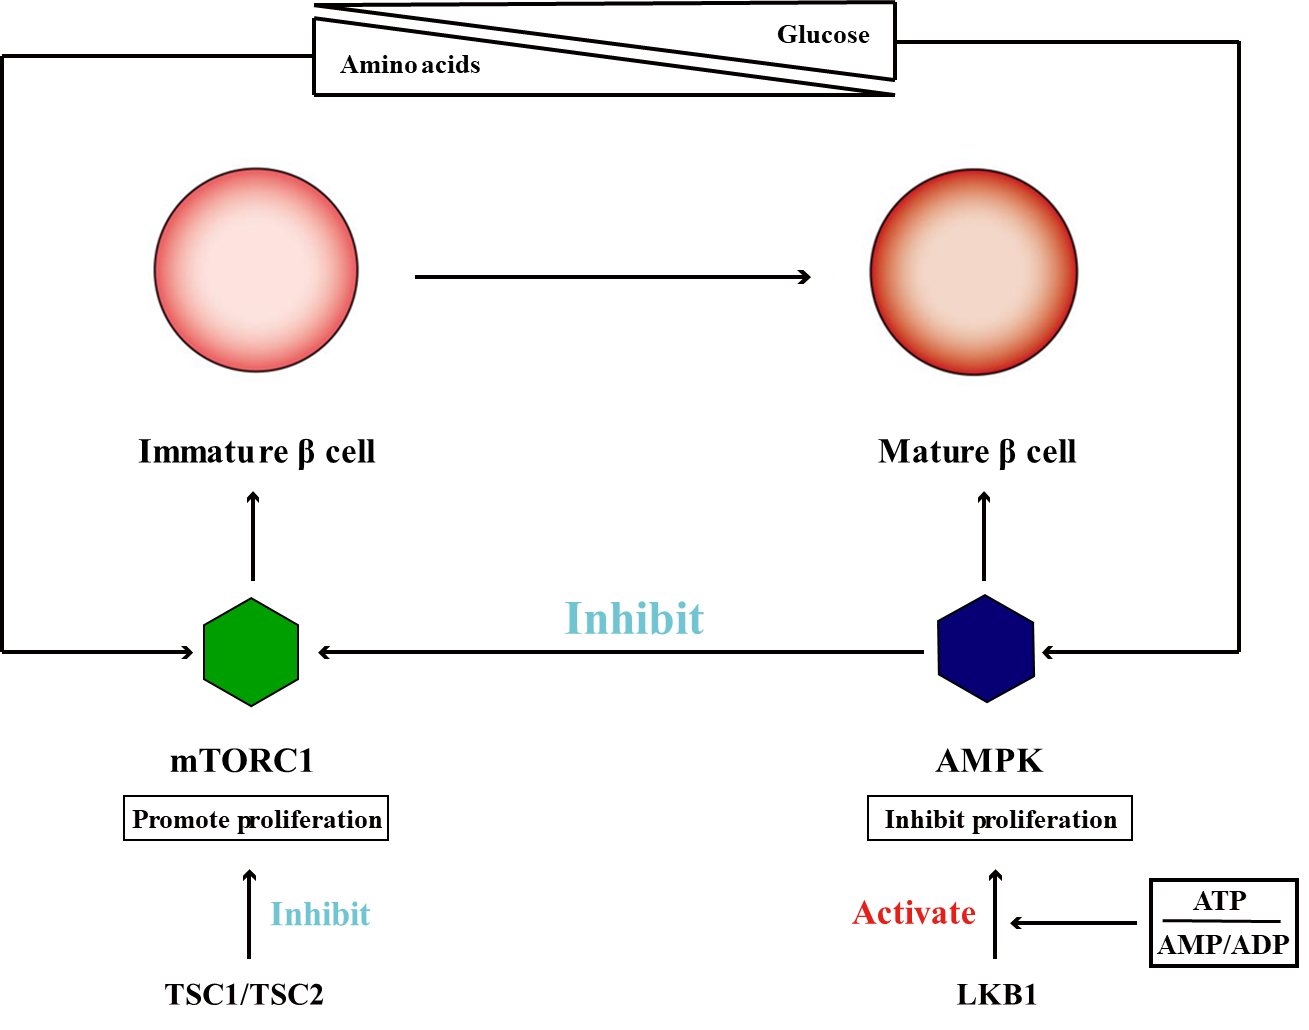 Glucose
Amino acids
Immature β cell
Mature β cell
Inhibit
mTORC1
AMPK
Promote proliferation
Inhibit proliferation
Inhibit
Activate
ATP
AMP/ADP
TSC1/TSC2
LKB1